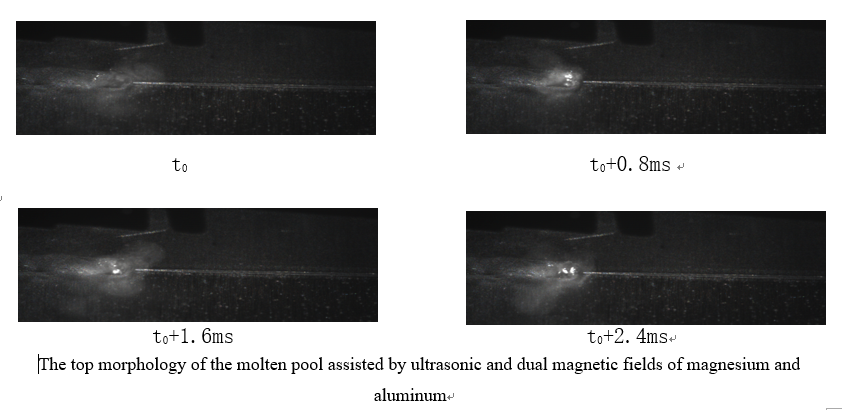 t₀
t₀+0.8ms
t₀+1.6ms
t₀+2.4ms
The top morphology of the molten pool assisted by ultrasonic and dual magnetic fields of magnesium and
aluminum